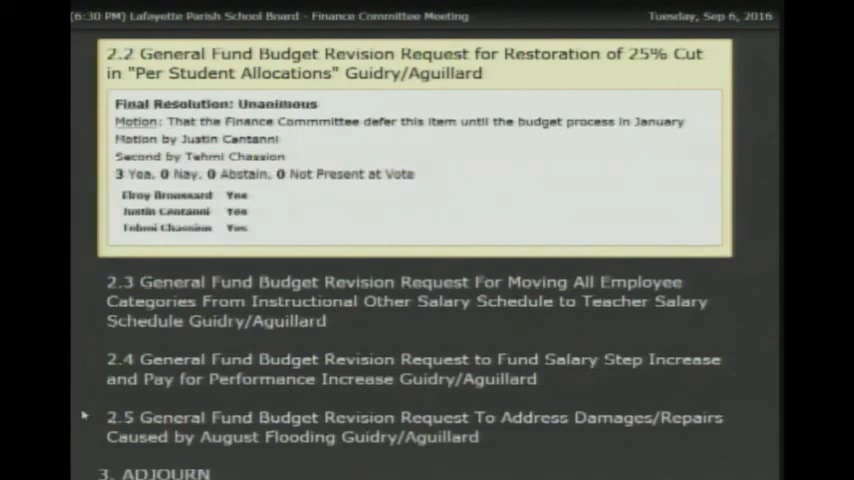 (6:30 PM) Lafayette Parish School Board - Finance Committee Meeting
Tuesday, Sep 6, 2016
2.2 General Fund Budget Revision Request for Restoration of 25% Cut
in "Per Student Allocations" Guidry/Aguillard
Final Resolution: Unanimous
Motion: That the Finance Commmittee defer this item until the budget process in January
Motion by Justin Centanni
Second by Tehmi Chassion
3 Yea, 0 Nay, 0 Abstain, 0 Not Present at Vote
Elroy Broussard Yes
Justin Centanni Yes
Tehmi Chassion Yes
2.3 General Fund Budget Revision Request For Moving All Employee
Categories From Instructional Other Salary Schedule to Teacher Salary
Schedule Guidry/Aguillard
2.4 General Fund Budget Revision Request to Fund Salary Step Increase
and Pay for Performance Increase Guidry/Aguillard
2.5 General Fund Budget Revision Request To Address Damages/Repairs
Caused by August Flooding Guidry/Aguillard
3. ADJOURN